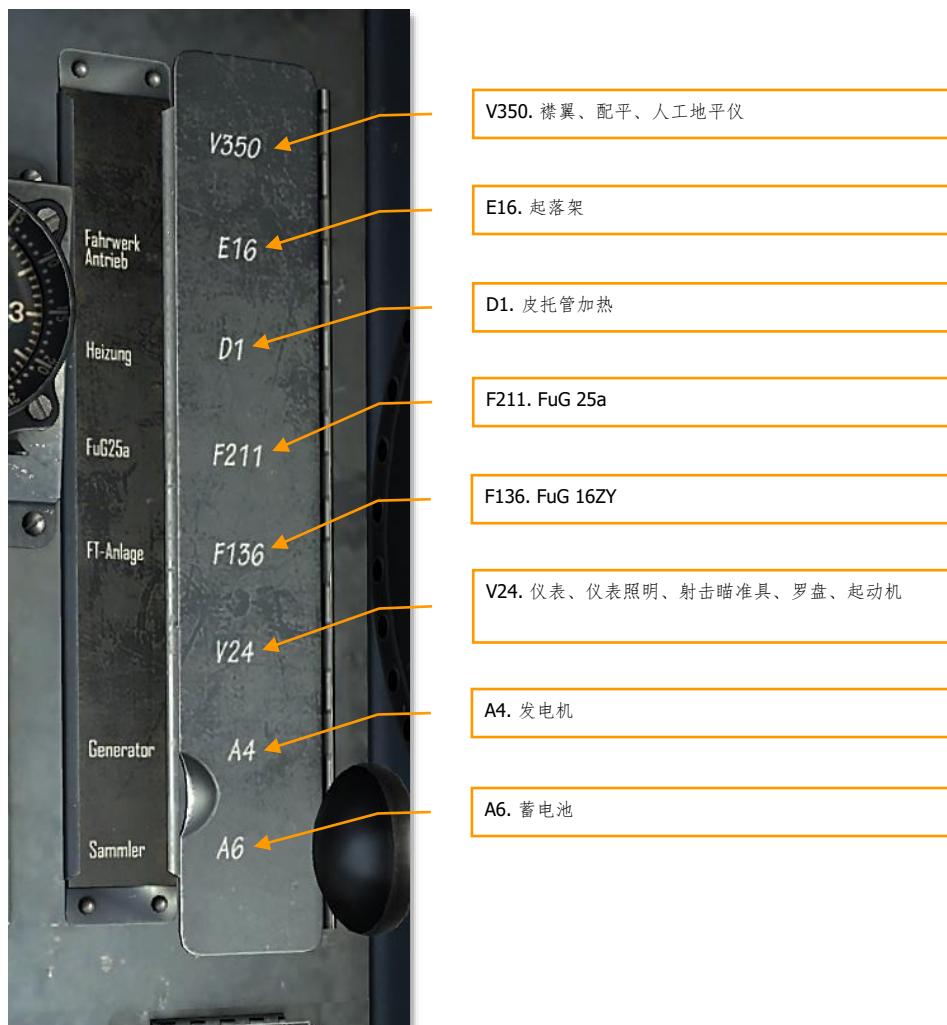 V350
E16
D1
F211
F136
V24
A4
A6
Fahrwerk
Antrieb
Heizung
FuG25a
FT-Anlage
Generator
Sammler
3
V350. 襟翼、配平、人工地平仪
E16. 起落架
D1. 皮托管加热
F211. FuG 25a
F136. FuG 16ZY
V24. 仪表、仪表照明、射击瞄准具、罗盘、起动机
A4. 发电机
A6. 蓄电池